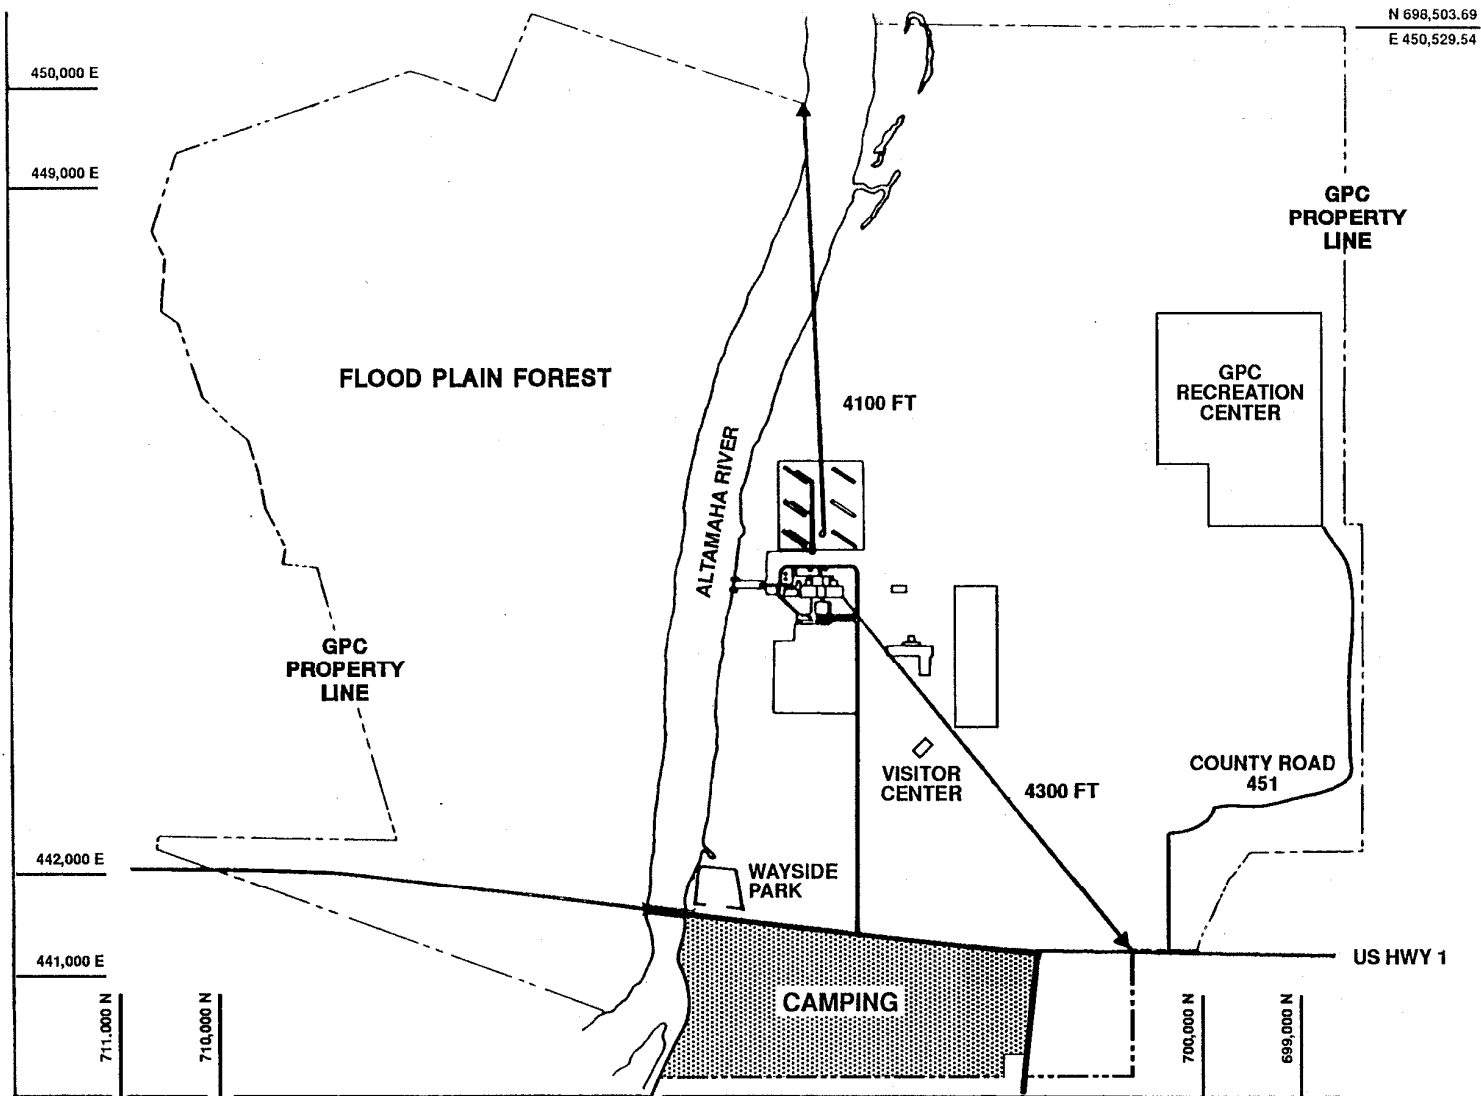 N 698,503.69
E 450,529.54
450,000 E
449,000 E
GPC
PROPERTY
LINE
FLOOD PLAIN FOREST
4100 FT
GPC
RECREATION
CENTER
ALTAMAHA RIVER
GPC
PROPERTY
LINE
VISITOR
CENTER
4300 FT
COUNTY ROAD
451
442,000 E
WAYSIDE
PARK
441,000 E
US HWY 1
CAMPING
711.000 N
710,000 N
700,000 N
699,000 N